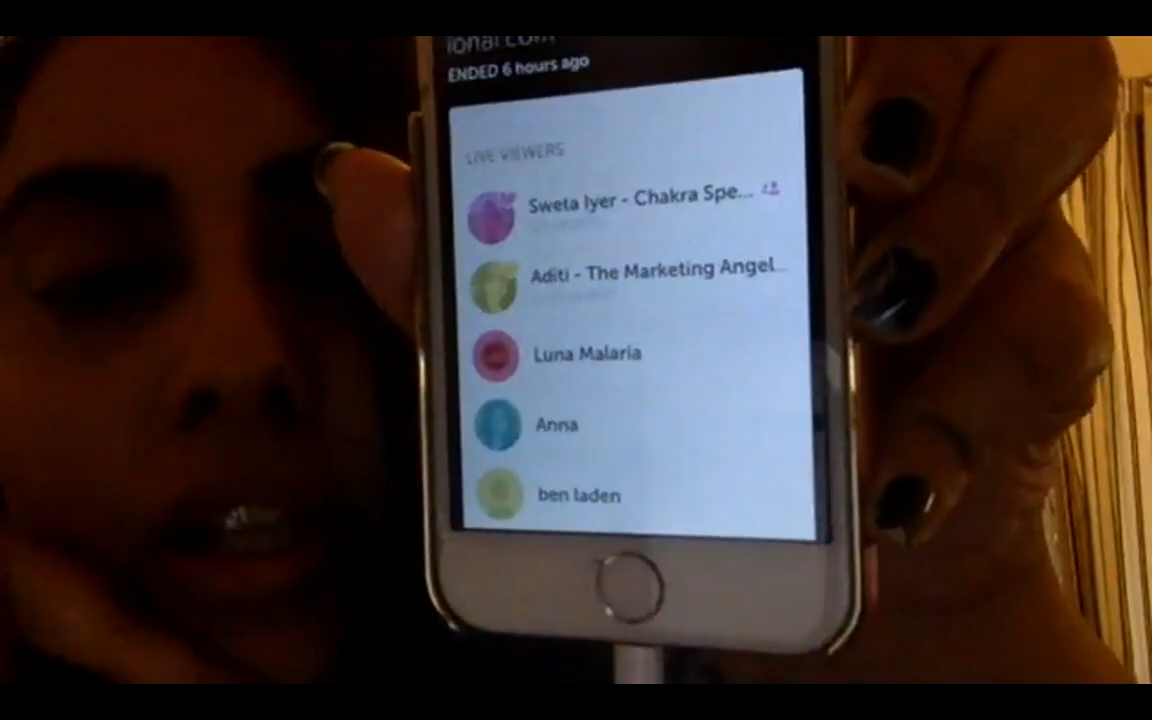 ENDED 6 hours ago
LIVE VIEWERS
Sweta Iyer - Chakra Spe...
Aditi - The Marketing Angel...
Luna Malaria
Anna
ben laden